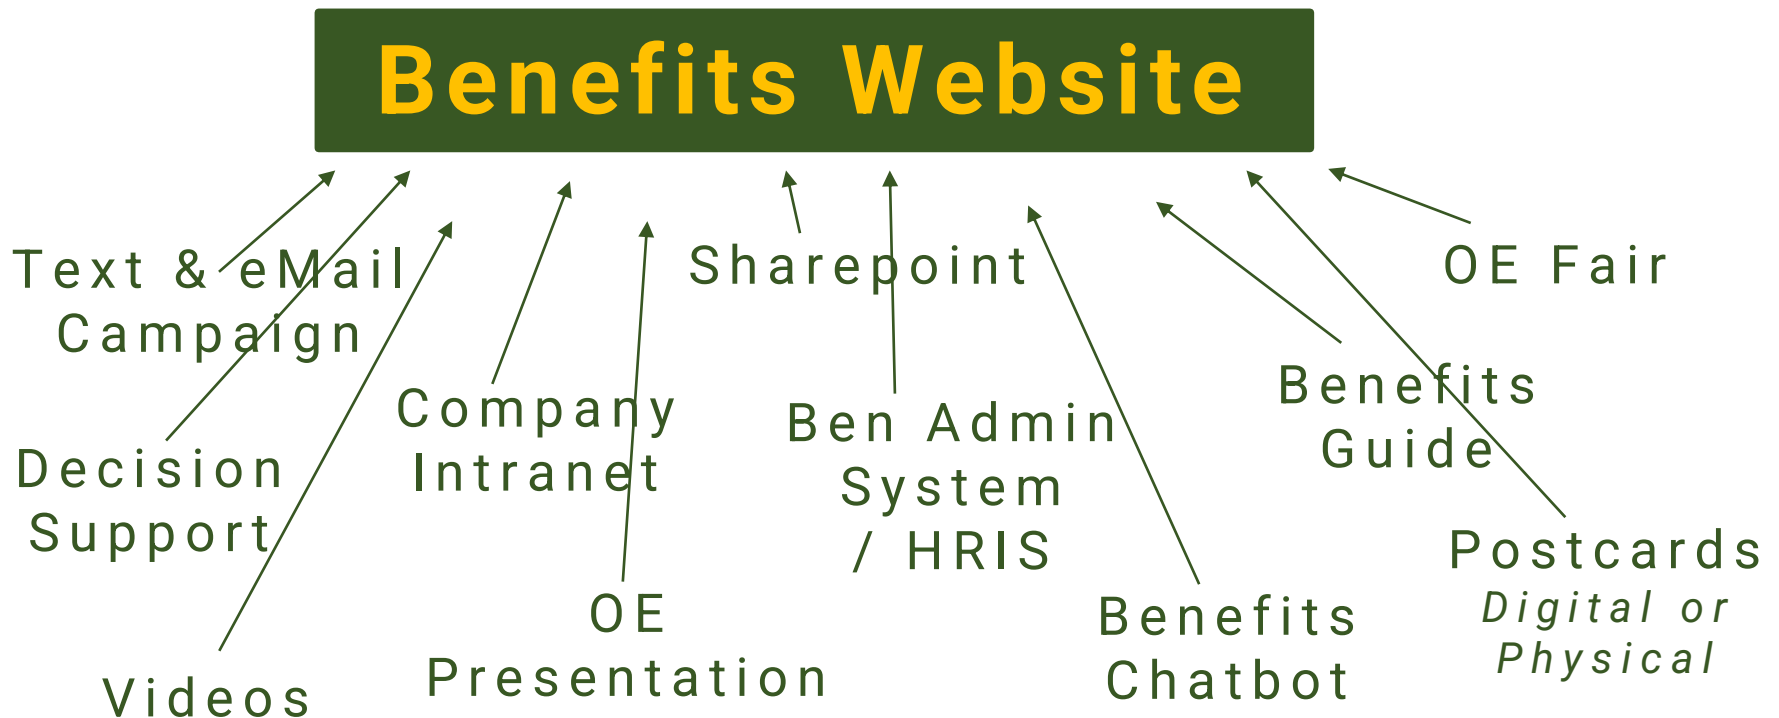 Benefits Website
Text & eMail
Campaign
Sharepoint
OE Fair
Decision
Support
Company
Intranet
Ben Admin
System
/ HRIS
Benefits
Guide
Videos
OE
Presentation
Benefits
Chatbot
Postcards
Digital or
Physical